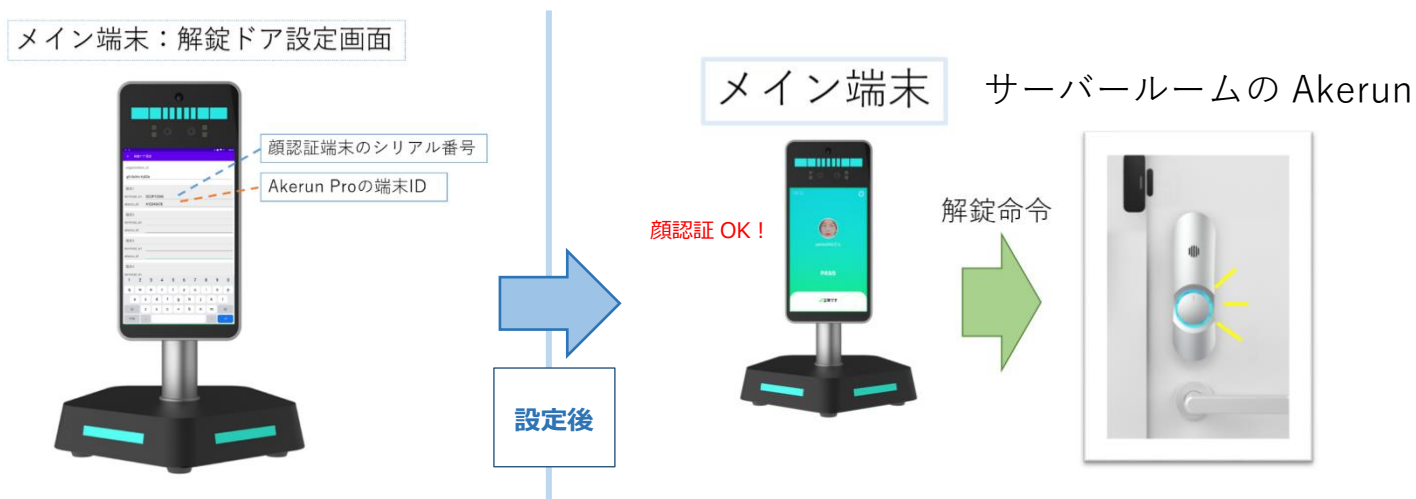 メイン端末：解錠ドア設定画面
顔認証端末のシリアル番号
Akerun Proの端末ID
設定後
メイン端末
サーバールームの Akerun
顔認証 OK！
解錠命令